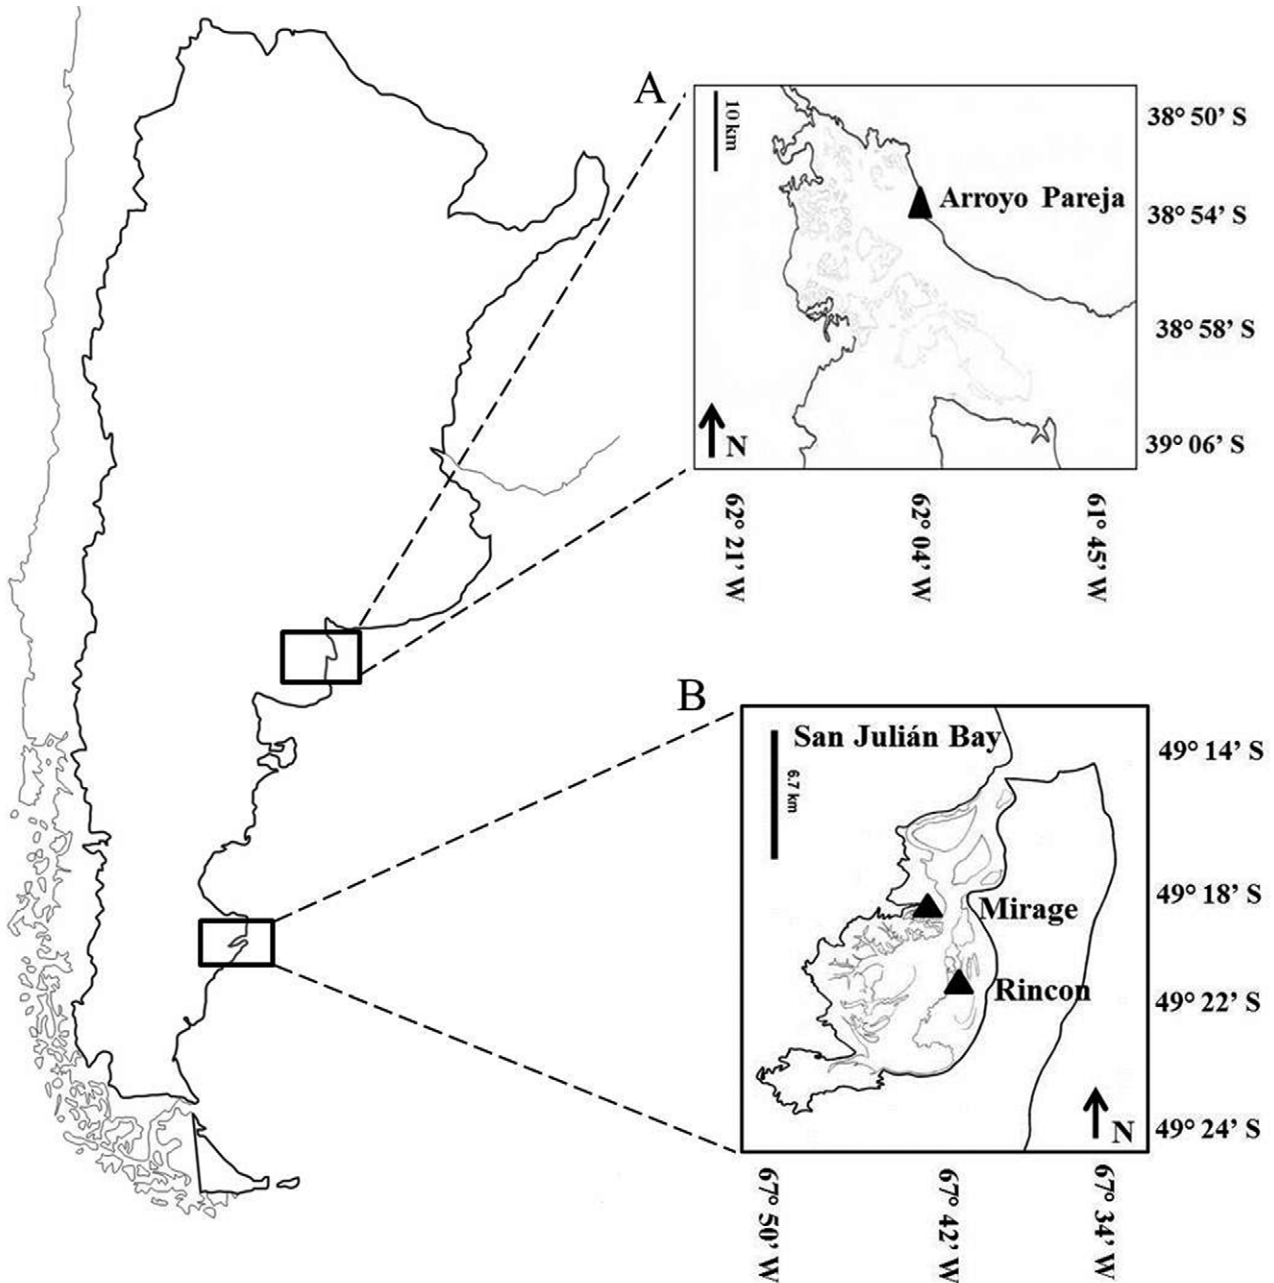 A
10 km
Arroyo Pareja
N
38° 50’ S
38° 54’ S
38° 58’ S
39° 06’ S
62° 21’ W
62° 04’ W
61° 45’ W
B
San Julián Bay
6.7 km
Mirage
Rincon
N
49° 14’ S
49° 18’ S
49° 22’ S
49° 24’ S
67° 50’ W
67° 42’ W
67° 34’ W